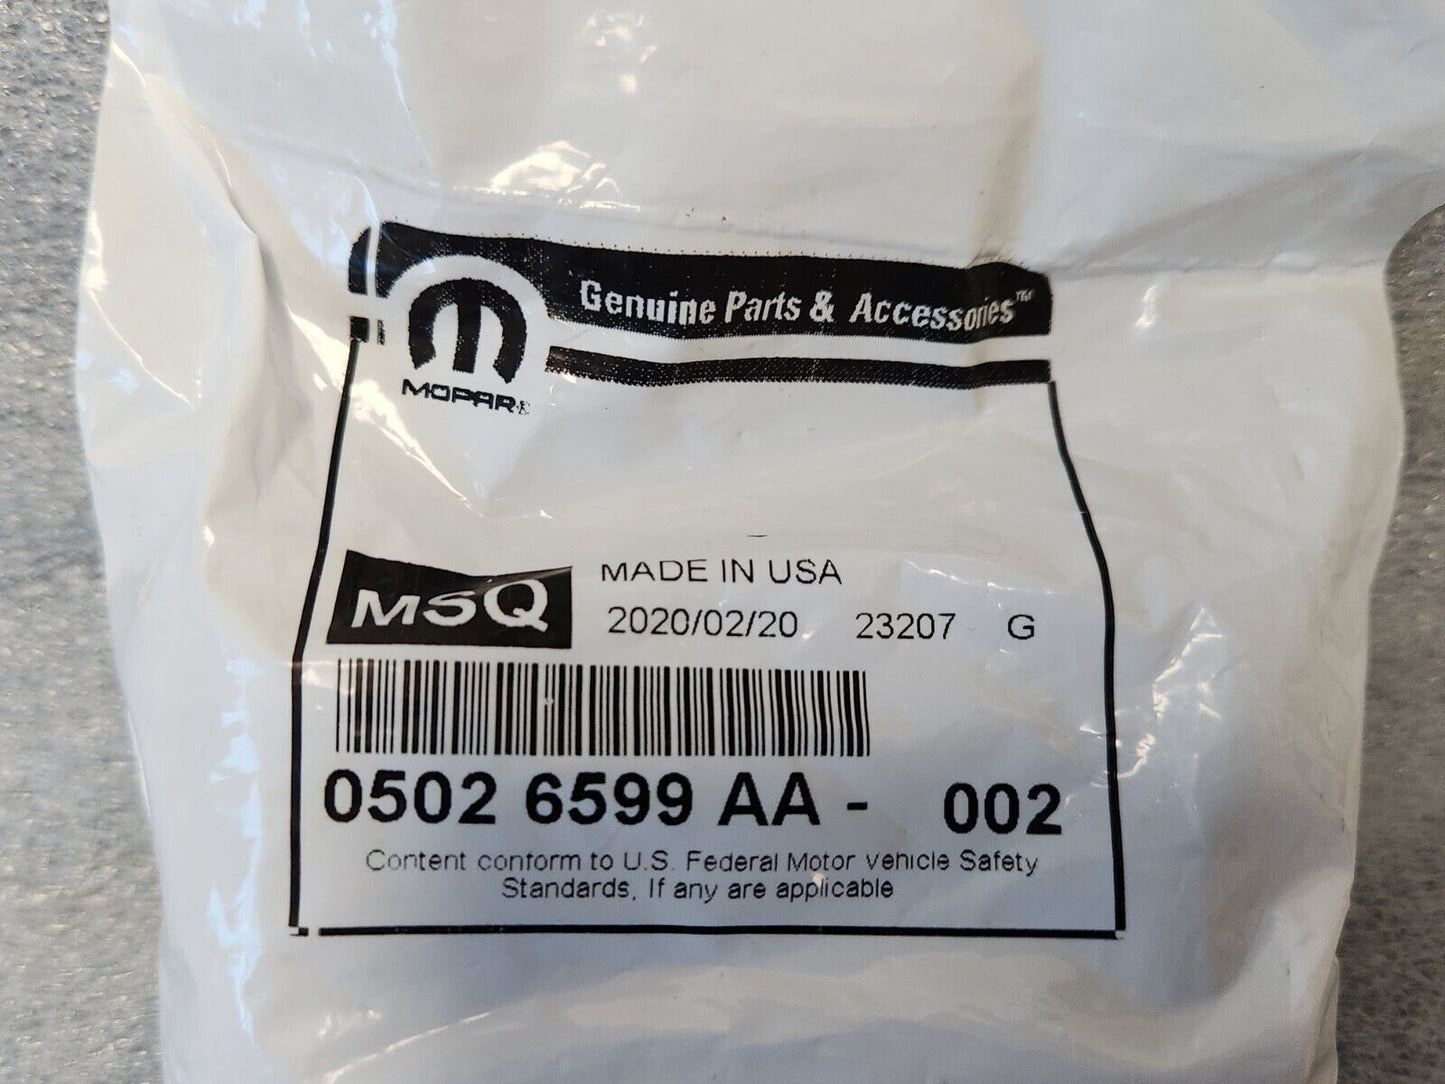 Genuine Parts & Accessories™
MOPAR
MADE IN USA
MSQ
2020/02/20 23207 G
0502 6599 AA - 002
Content conform to U.S. Federal Motor Vehicle Safety
Standards, If any are applicable